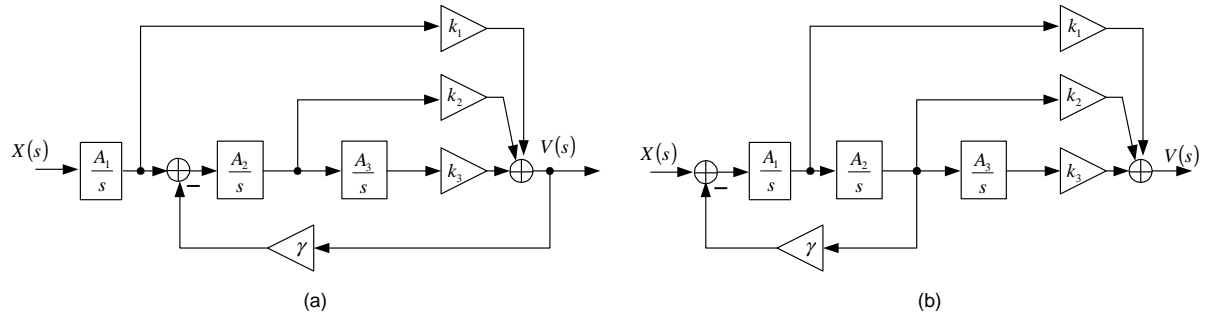 k₁
k₂
X(s)
A₁
s
A₂
s
A₃
s
k₃
V(s)
γ
(a)
k₁
k₂
X(s)
A₁
s
A₂
s
A₃
s
k₃
V(s)
γ
(b)